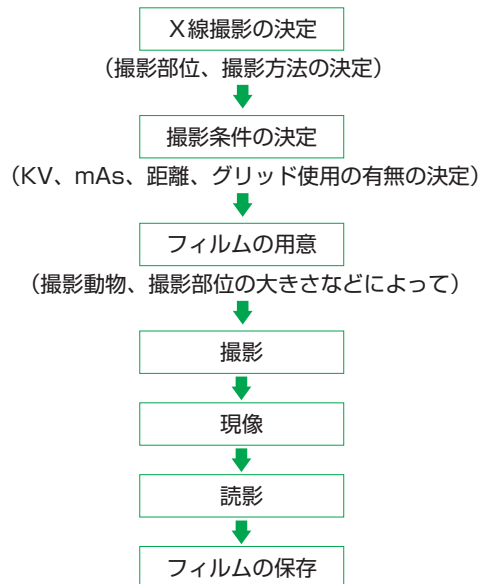 X線撮影の決定
（撮影部位、撮影方法の決定）
撮影条件の決定
（KV、mAs、距離、グリッド使用の有無の決定）
フィルムの用意
（撮影動物、撮影部位の大きさなどによって）
撮影
現像
読影
フィルムの保存